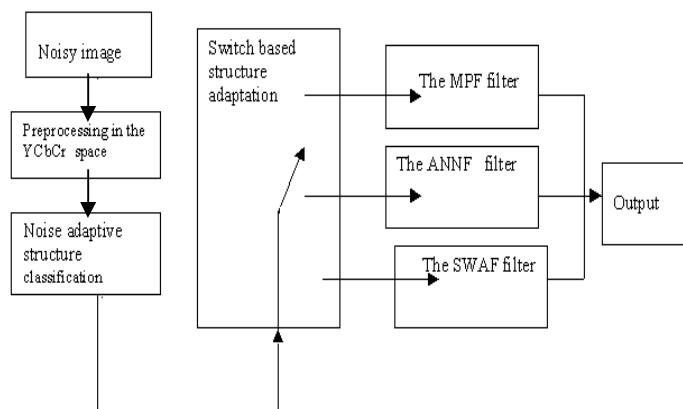 Noisy image
Preprocessing in the
YCbCr space
Noise adaptive
structure
classification
Switch based
structure
adaptation
The MPF filter
The ANNF filter
The SWAF filter
Output